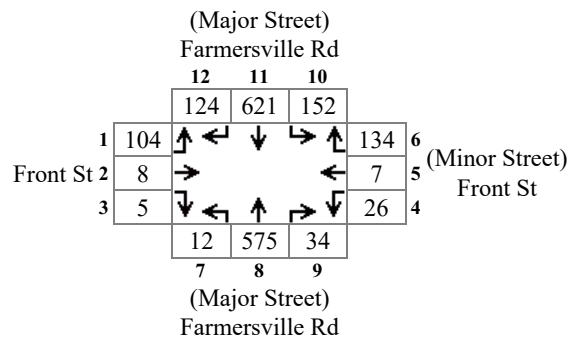 (Major Street)
Farmersville Rd
12 11 10
124 621 152
1 104 134 6
Front St 2 8 7 5 (Minor Street)
Front St
3 5 26 4
12 575 34
7 8 9
(Major Street)
Farmersville Rd